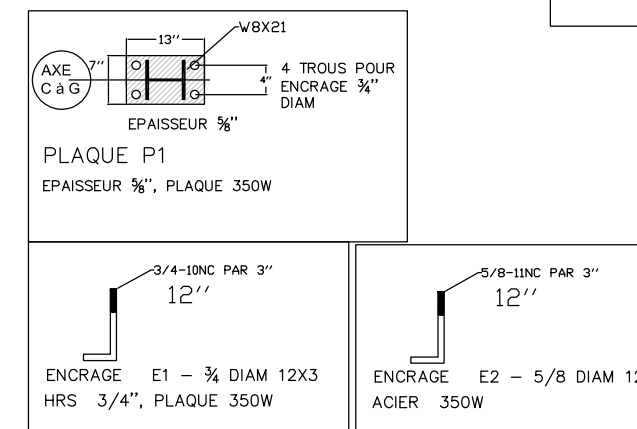 13''
W8X21
7''
AXE
C à G
4''
4 TROUS POUR
ENCRAGE ¾''
DIAM
EPAISSEUR ⅝''
PLAQUE P1
EPAISSEUR ⅝'', PLAQUE 350W
3/4-10NC PAR 3''
12''
ENCRAGE E1 - ¾ DIAM 12X3
HRS 3/4'', PLAQUE 350W
5/8-11NC PAR 3''
12''
ENCRAGE E2 - 5/8 DIAM 12
ACIER 350W